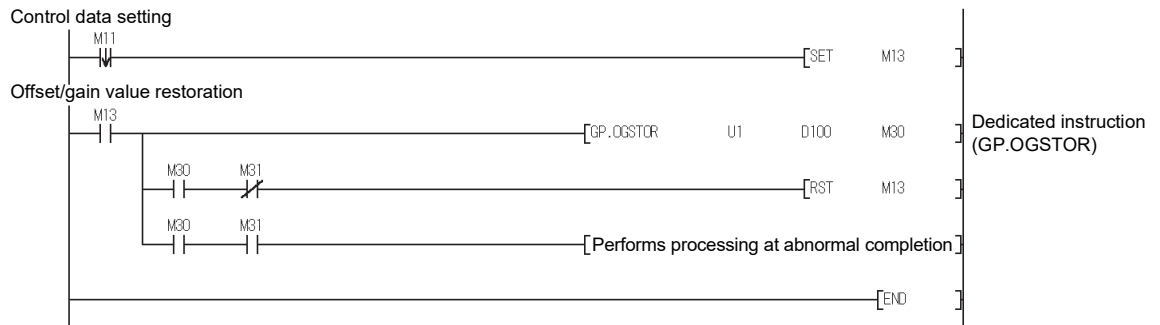 Control data setting
M11
SET M13
Offset/gain value restoration
M13
GP.OGSTOR U1 D100 M30
Dedicated instruction
(GP.OGSTOR)
M30 M31
RST M13
M30 M31
Performs processing at abnormal completion
END